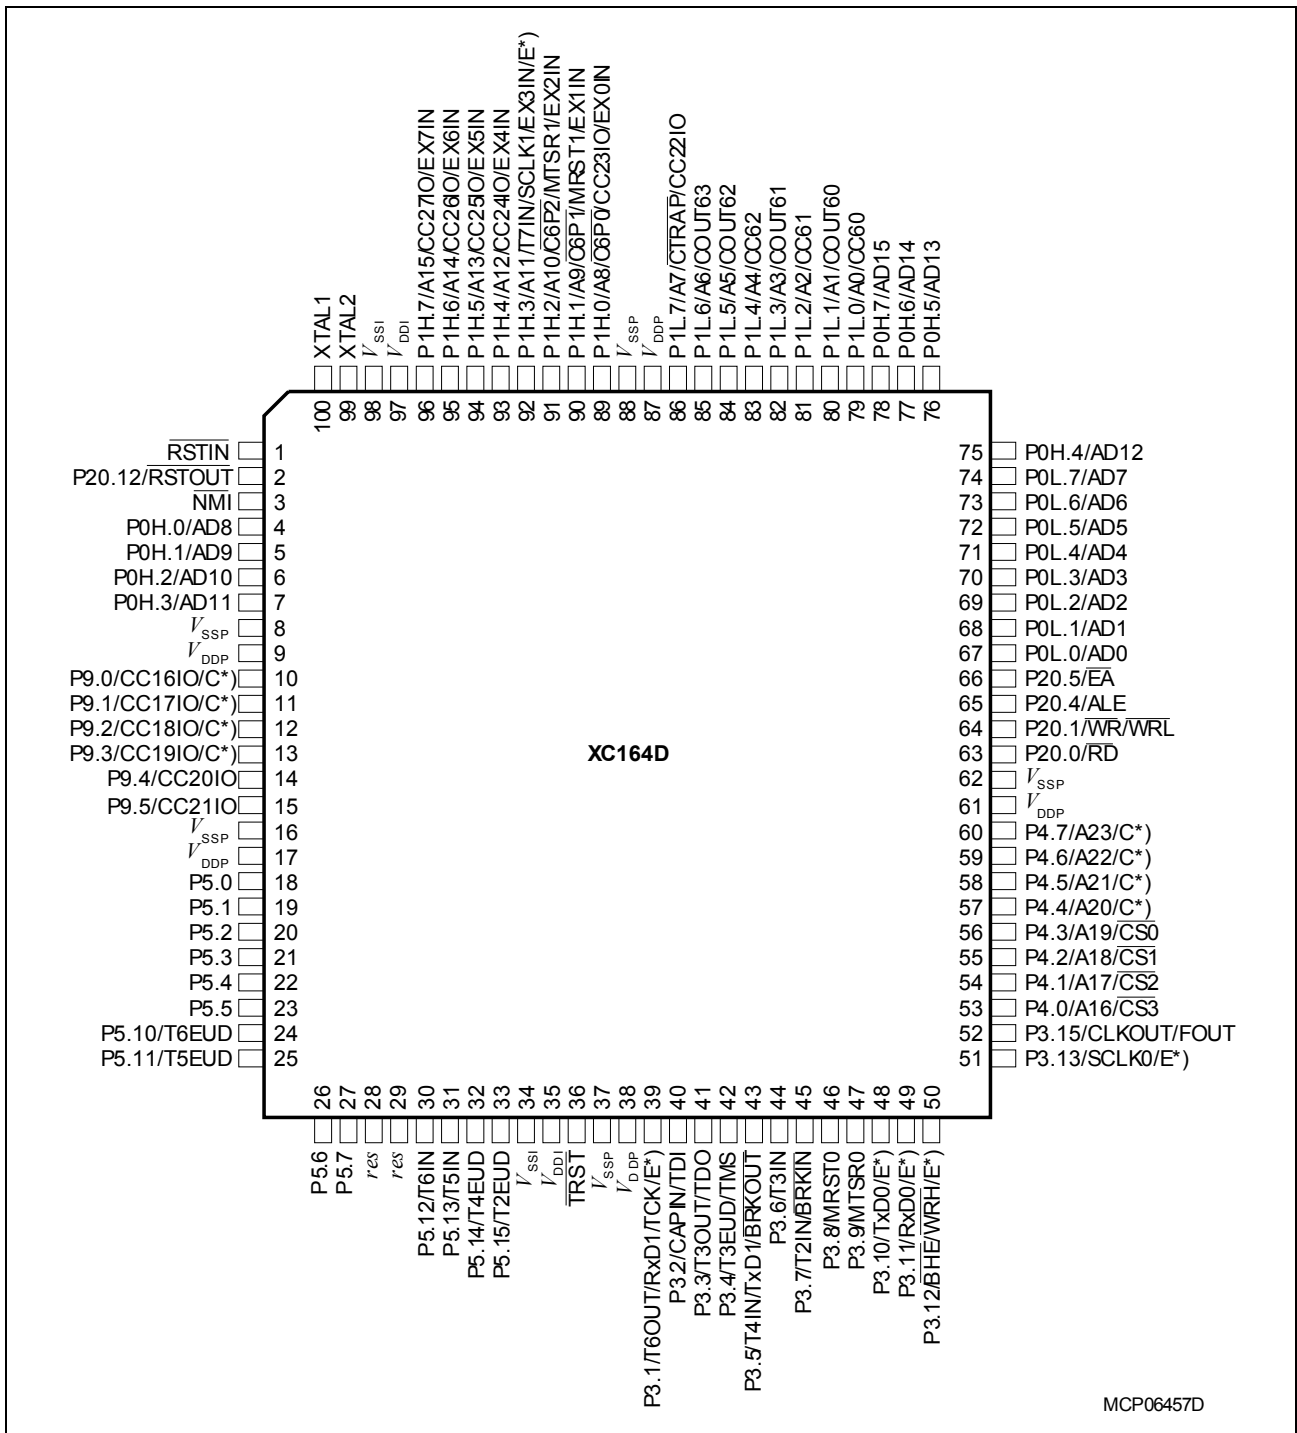 XTAL1
XTAL2
VSSI
VDDI
P1H.7/A15/CC27IO/EX7IN
P1H.6/A14/CC26IO/EX6IN
P1H.5/A13/CC25IO/EX5IN
P1H.4/A12/CC24IO/EX4IN
P1H.3/A11/T7IN/SCLK1/EX3IN/E*)
P1H.2/A10/C6P2/MTSR1/EX2IN
P1H.1/A9/C6P1/MRST1/EX1IN
P1H.0/A8/C6P0/CC23IO/EX0IN
VSSP
VDDP
P1L.7/A7/CTRAP/CC22IO
P1L.6/A6/COUT63
P1L.5/A5/COUT62
P1L.4/A4/CC62
P1L.3/A3/COUT61
P1L.2/A2/CC61
P1L.1/A1/COUT60
P1L.0/A0/CC60
P0H.7/AD15
P0H.6/AD14
P0H.5/AD13
100
99
98
97
96
95
94
93
92
91
90
89
88
87
86
85
84
83
82
81
80
79
78
77
76
RSTIN 1
P20.12/RSTOUT 2
NMI 3
P0H.0/AD8 4
P0H.1/AD9 5
P0H.2/AD10 6
P0H.3/AD11 7
VSSP 8
VDDP 9
P9.0/CC16IO/C*) 10
P9.1/CC17IO/C*) 11
P9.2/CC18IO/C*) 12
P9.3/CC19IO/C*) 13
P9.4/CC20IO 14
P9.5/CC21IO 15
VSSP 16
VDDP 17
P5.0 18
P5.1 19
P5.2 20
P5.3 21
P5.4 22
P5.5 23
P5.10/T6EUD 24
P5.11/T5EUD 25
XC164D
75 P0H.4/AD12
74 P0L.7/AD7
73 P0L.6/AD6
72 P0L.5/AD5
71 P0L.4/AD4
70 P0L.3/AD3
69 P0L.2/AD2
68 P0L.1/AD1
67 P0L.0/AD0
66 P20.5/EA
65 P20.4/ALE
64 P20.1/WR/WRL
63 P20.0/RD
62 VSSP
61 VDDP
60 P4.7/A23/C*)
59 P4.6/A22/C*)
58 P4.5/A21/C*)
57 P4.4/A20/C*)
56 P4.3/A19/CS0
55 P4.2/A18/CS1
54 P4.1/A17/CS2
53 P4.0/A16/CS3
52 P3.15/CLKOUT/FOUT
51 P3.13/SCLK0/E*)
26
27
28
29
30
31
32
33
34
35
36
37
38
39
40
41
42
43
44
45
46
47
48
49
50
P5.6
P5.7
res
res
P5.12/T6IN
P5.13/T5IN
P5.14/T4EUD
P5.15/T2EUD
VSSI
VDDI
TRST
VSSP
VDDP
P3.1/T6OUT/RxD1/TCK/E*)
P3.2/CAPIN/TDI
P3.3/T3OUT/TDO
P3.4/T3EUD/TMS
P3.5/T4IN/TxD1/BRKOUT
P3.6/T3IN
P3.7/T2IN/BRKIN
P3.8/MRST0
P3.9/MTSR0
P3.10/TxD0/E*)
P3.11/RxD0/E*)
P3.12/BHE/WRH/E*)
MCP06457D